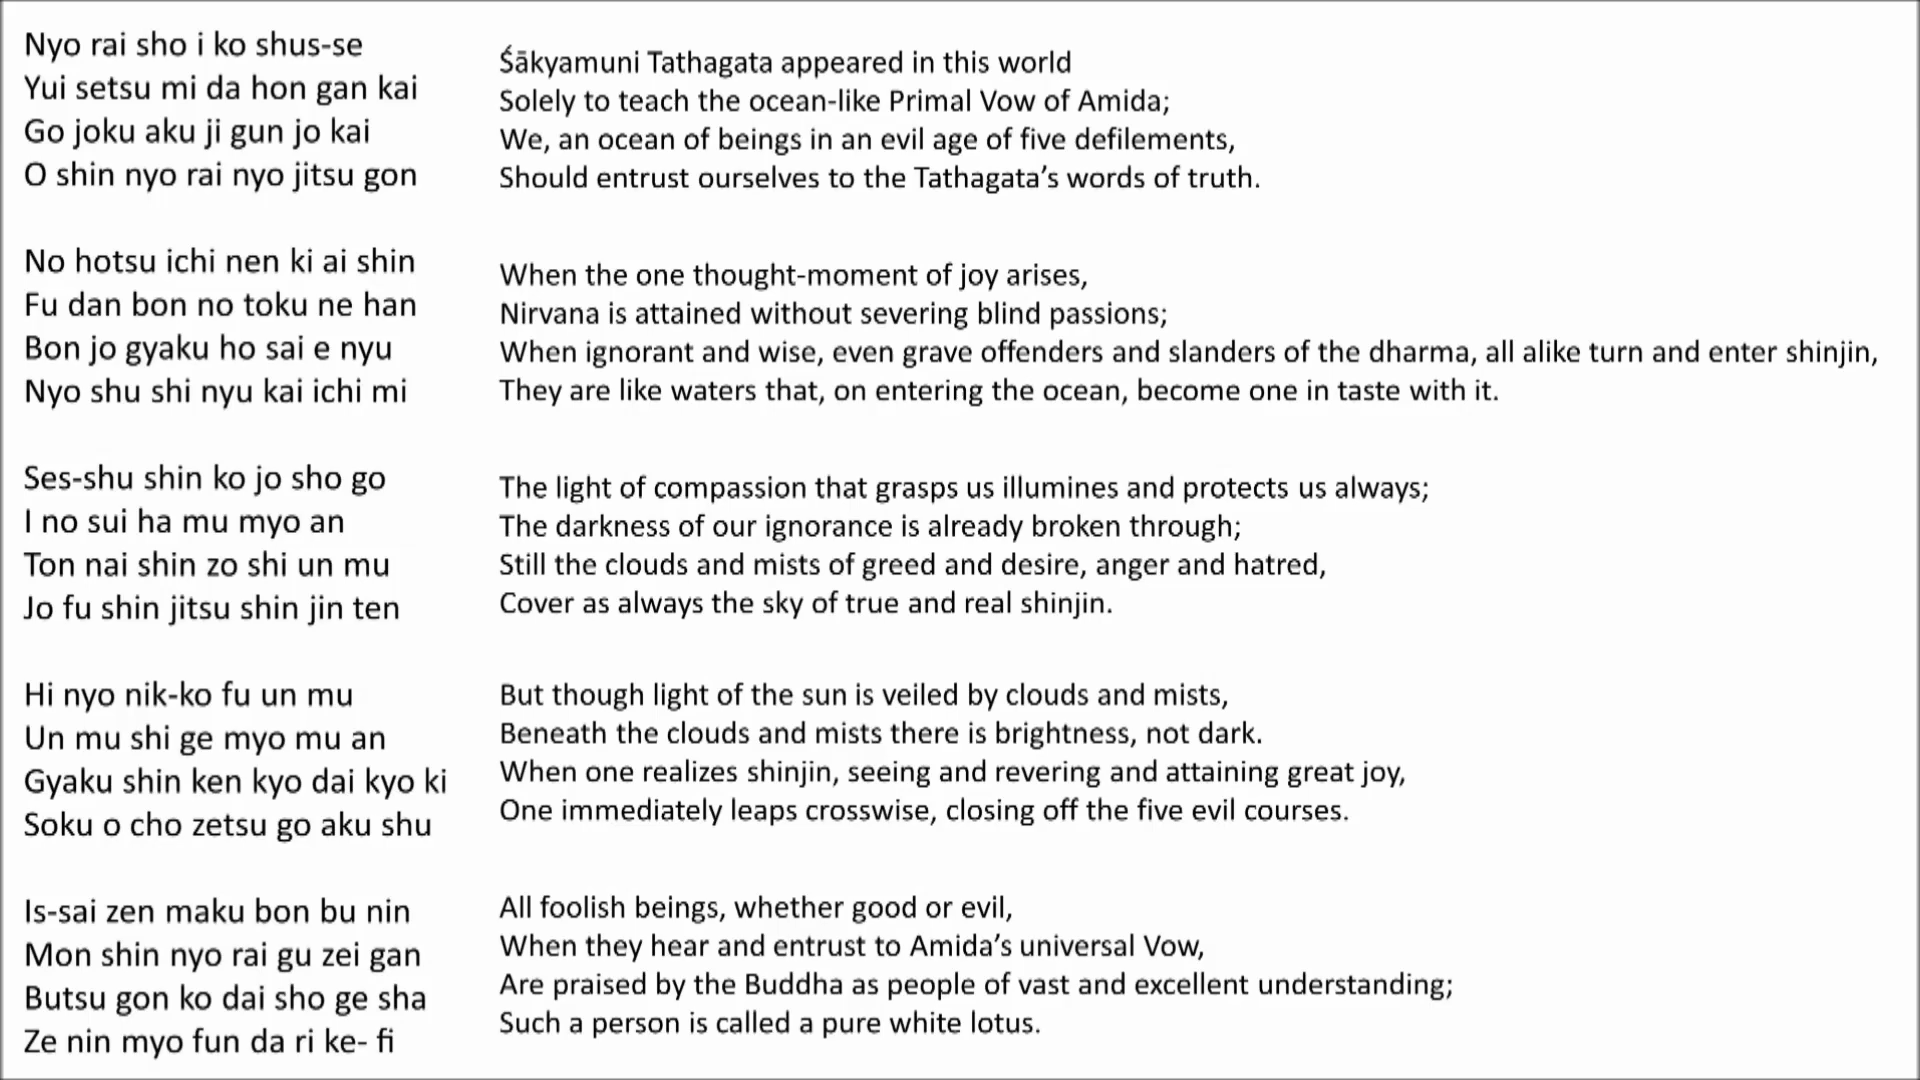 Nyo rai sho i ko shus-se
Yui setsu mi da hon gan kai
Go joku aku ji gun jo kai
O shin nyo rai nyo jitsu gon
Śākyamuni Tathagata appeared in this world
Solely to teach the ocean-like Primal Vow of Amida;
We, an ocean of beings in an evil age of five defilements,
Should entrust ourselves to the Tathagata’s words of truth.
No hotsu ichi nen ki ai shin
Fu dan bon no toku ne han
Bon jo gyaku ho sai e nyu
Nyo shu shi nyu kai ichi mi
When the one thought-moment of joy arises,
Nirvana is attained without severing blind passions;
When ignorant and wise, even grave offenders and slanders of the dharma, all alike turn and enter shinjin,
They are like waters that, on entering the ocean, become one in taste with it.
Ses-shu shin ko jo sho go
I no sui ha mu myo an
Ton nai shin zo shi un mu
Jo fu shin jitsu shin jin ten
The light of compassion that grasps us illumines and protects us always;
The darkness of our ignorance is already broken through;
Still the clouds and mists of greed and desire, anger and hatred,
Cover as always the sky of true and real shinjin.
Hi nyo nik-ko fu un mu
Un mu shi ge myo mu an
Gyaku shin ken kyo dai kyo ki
Soku o cho zetsu go aku shu
But though light of the sun is veiled by clouds and mists,
Beneath the clouds and mists there is brightness, not dark.
When one realizes shinjin, seeing and revering and attaining great joy,
One immediately leaps crosswise, closing off the five evil courses.
Is-sai zen maku bon bu nin
Mon shin nyo rai gu zei gan
Butsu gon ko dai sho ge sha
Ze nin myo fun da ri ke- fi
All foolish beings, whether good or evil,
When they hear and entrust to Amida’s universal Vow,
Are praised by the Buddha as people of vast and excellent understanding;
Such a person is called a pure white lotus.